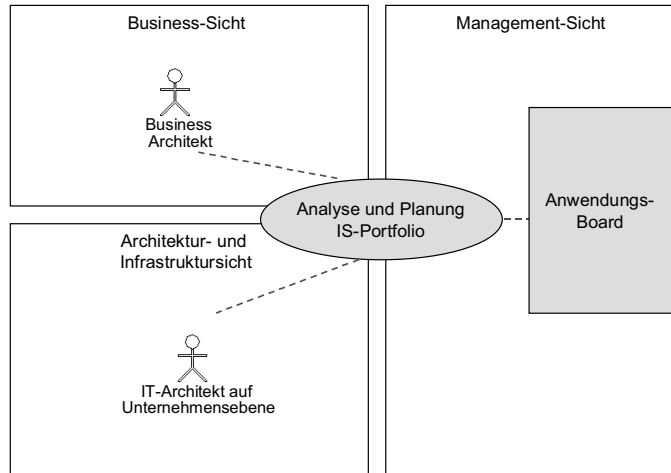 Business-Sicht
Management-Sicht
Business
Architekt
Analyse und Planung
IS-Portfolio
Anwendungs-
Board
Architektur- und
Infrastruktursicht
IT-Architekt auf
Unternehmensebene